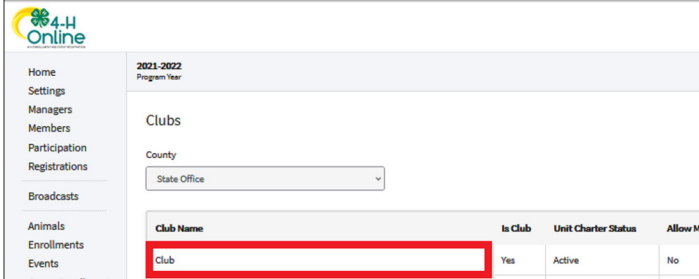 4-H
Online
Home
Settings
Managers
Members
Participation
Registrations
Broadcasts
Animals
Enrollments
Events
2021-2022
Program Year
Clubs
County
State Office
Club Name Is Club Unit Charter Status Allow M
Club Yes Active No